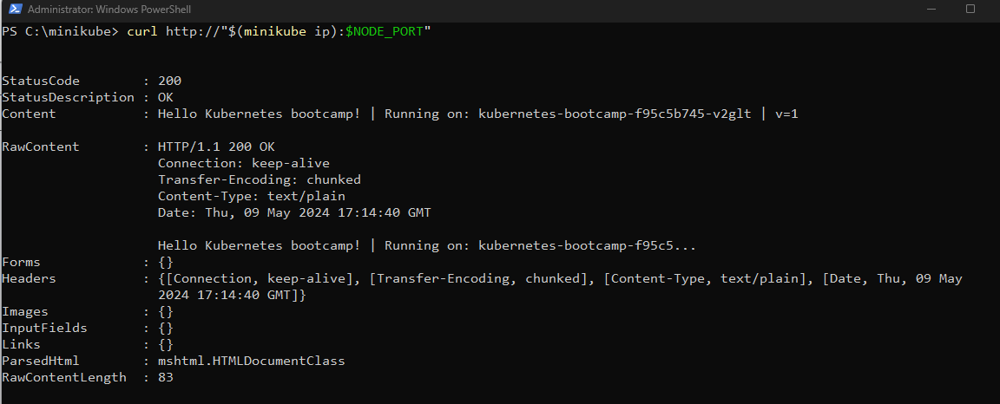 Administrator: Windows PowerShell
PS C:\minikube> curl http://"$(minikube ip):$NODE_PORT"
StatusCode        : 200
StatusDescription : OK
Content           : Hello Kubernetes bootcamp! | Running on: kubernetes-bootcamp-f95c5b745-v2glt | v=1
RawContent        : HTTP/1.1 200 OK
                    Connection: keep-alive
                    Transfer-Encoding: chunked
                    Content-Type: text/plain
                    Date: Thu, 09 May 2024 17:14:40 GMT
                    Hello Kubernetes bootcamp! | Running on: kubernetes-bootcamp-f95c5...
Forms             : {}
Headers           : {[Connection, keep-alive], [Transfer-Encoding, chunked], [Content-Type, text/plain], [Date, Thu, 09 May
                    2024 17:14:40 GMT]}
Images            : {}
InputFields       : {}
Links             : {}
ParsedHtml        : mshtml.HTMLDocumentClass
RawContentLength  : 83